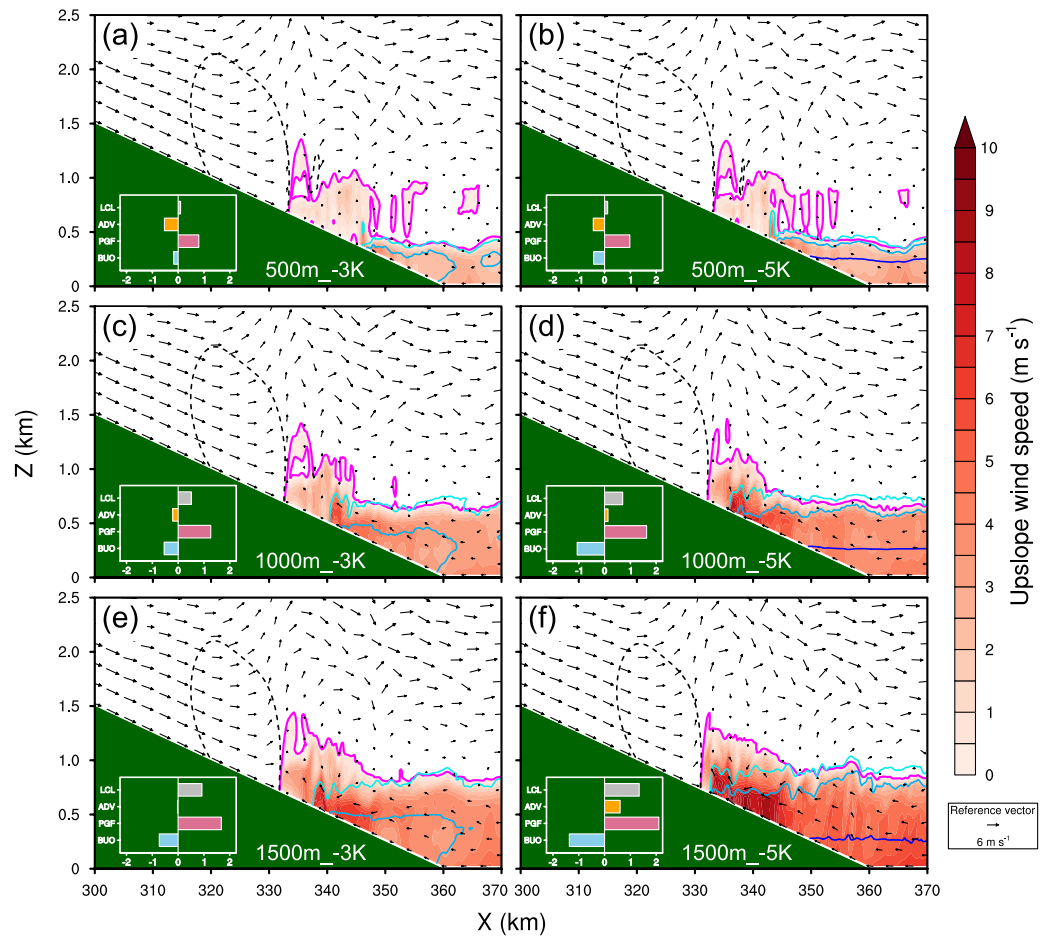 (a)
2.5
2.0
1.5
1.0
0.5
0
LCL
ADV
PGF
BUO
-2 -1 0 1 2
500m_-3K
(b)
LCL
ADV
PGF
BUO
-2 -1 0 1 2
500m_-5K
(c)
2.5
2.0
1.5
1.0
0.5
0
LCL
ADV
PGF
BUO
-2 -1 0 1 2
1000m_-3K
(d)
LCL
ADV
PGF
BUO
-2 -1 0 1 2
1000m_-5K
(e)
2.5
2.0
1.5
1.0
0.5
0
LCL
ADV
PGF
BUO
-2 -1 0 1 2
1500m_-3K
300 310 320 330 340 350 360 370
(f)
LCL
ADV
PGF
BUO
-2 -1 0 1 2
1500m_-5K
300 310 320 330 340 350 360 370
Z (km)
X (km)
10
9
8
7
6
5
4
3
2
1
0
Upslope wind speed (m s⁻¹)
Reference vector
6 m s⁻¹